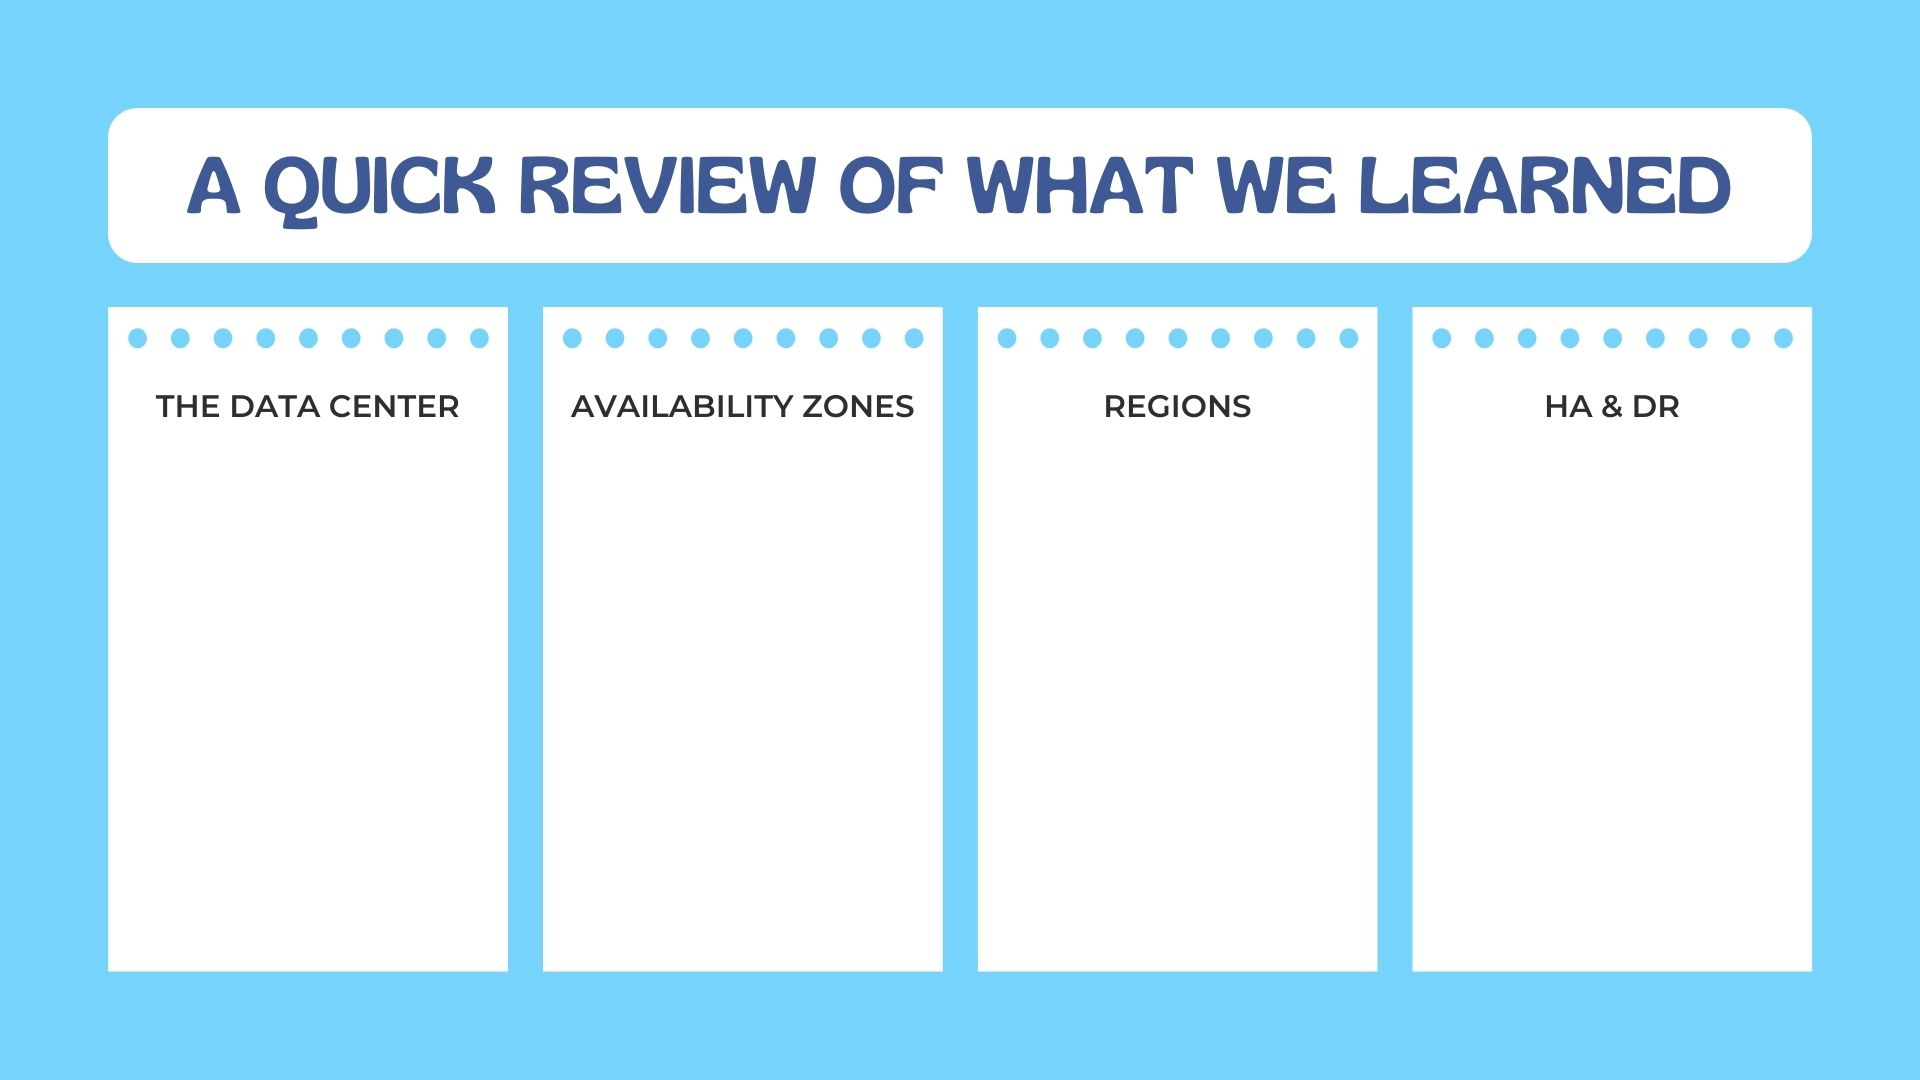 A QUICK REVIEW OF WHAT WE LEARNED
THE DATA CENTER
AVAILABILITY ZONES
REGIONS
HA & DR